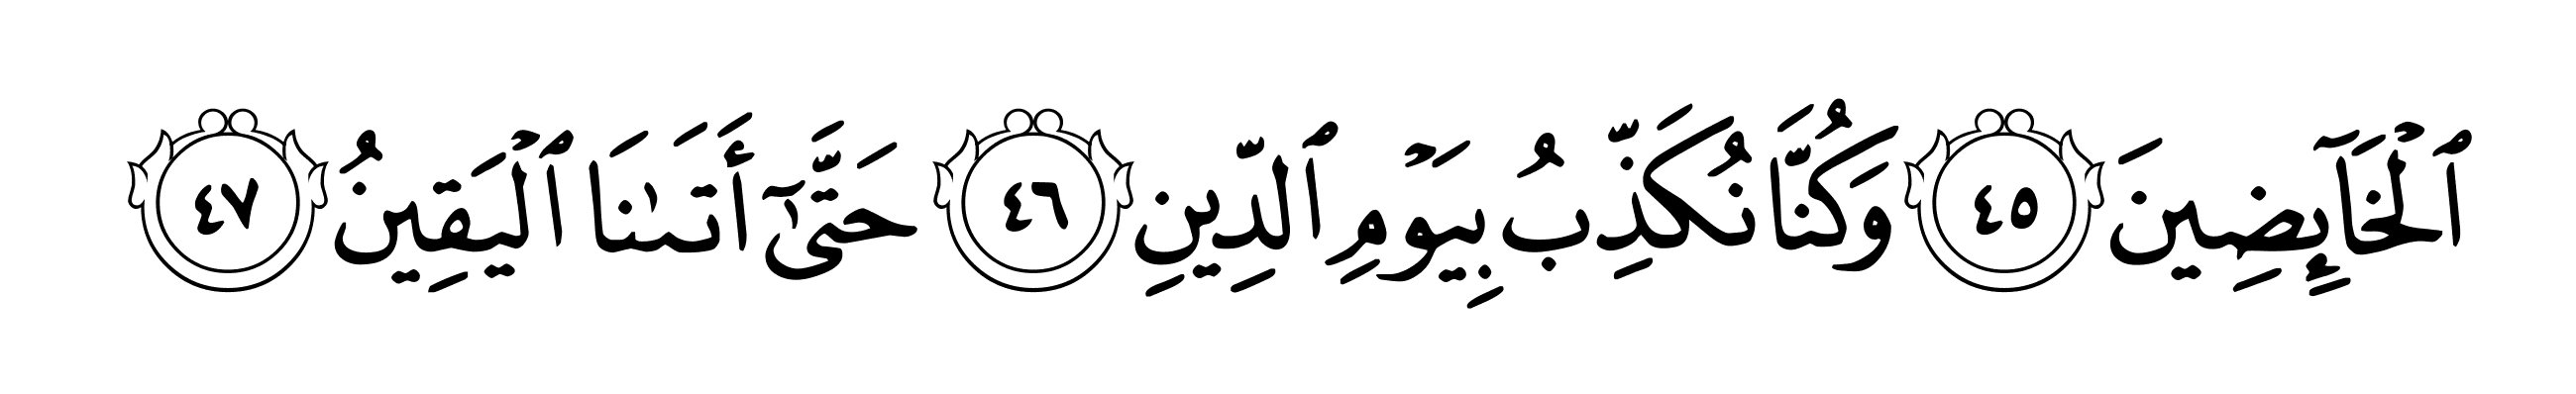 ٱلۡخَآئِضِينَ ٤٥ وَكُنَّا نُكَذِّبُ بِيَوۡمِ ٱلدِّينِ ٤٦ حَتَّىٰٓ أَتَىٰنَا ٱلۡيَقِينُ ٤٧